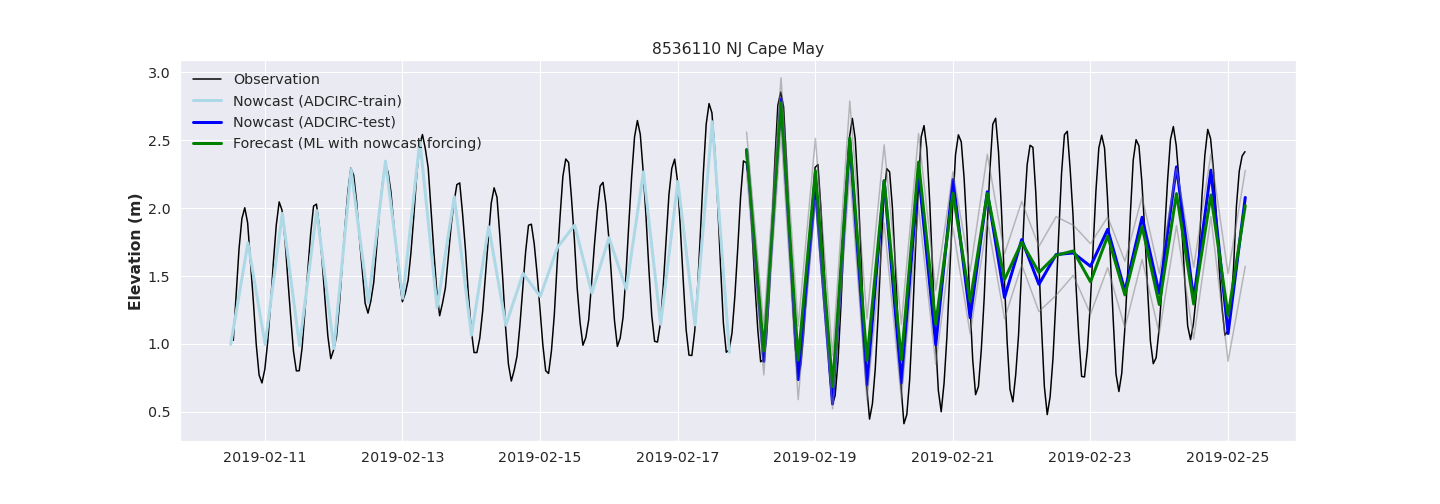 8536110 NJ Cape May
3.0
2.5
2.0
1.5
1.0
0.5
Elevation (m)
Observation
Nowcast (ADCIRC-train)
Nowcast (ADCIRC-test)
Forecast (ML with nowcast forcing)
2019-02-11
2019-02-13
2019-02-15
2019-02-17
2019-02-19
2019-02-21
2019-02-23
2019-02-25